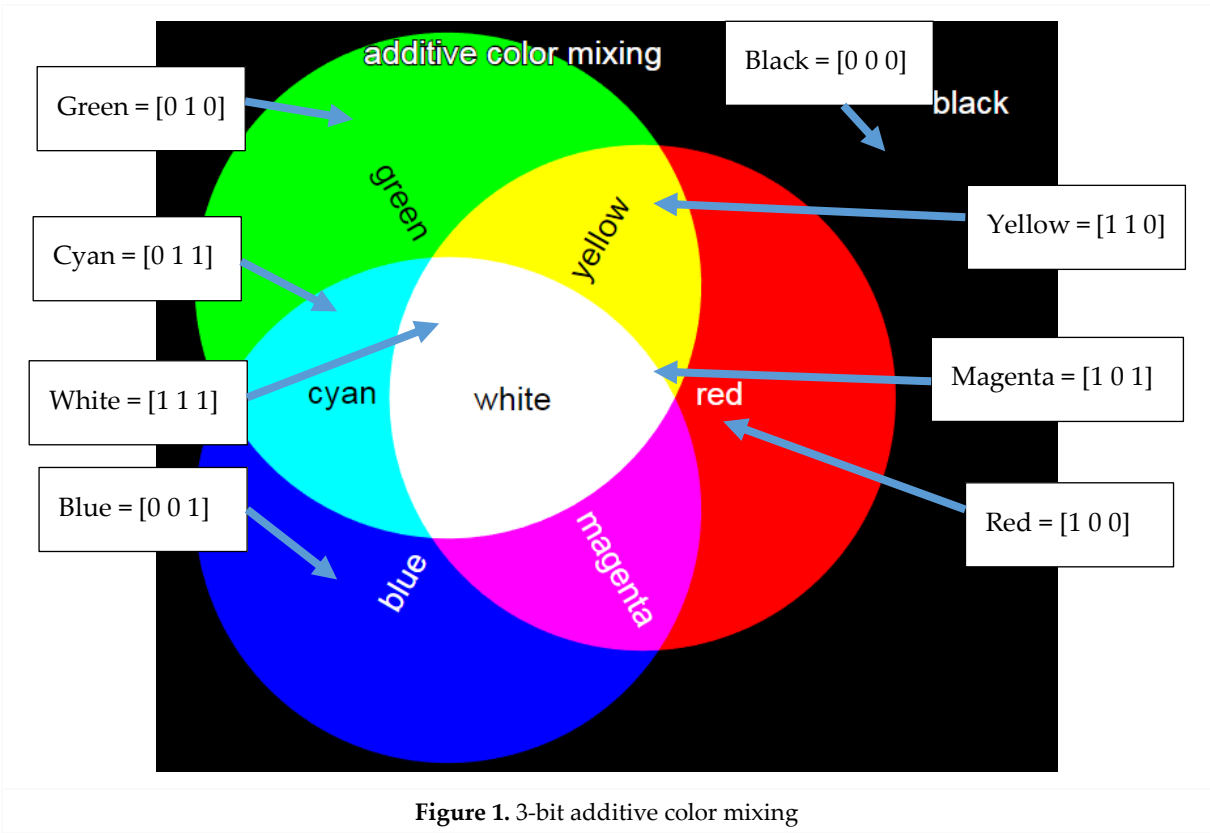 additive color mixing
Black = [0 0 0]
Green = [0 1 0]
black
green
yellow
Yellow = [1 1 0]
Cyan = [0 1 1]
Magenta = [1 0 1]
White = [1 1 1]
cyan
white
red
Blue = [0 0 1]
Red = [1 0 0]
blue
magenta
Figure 1. 3-bit additive color mixing